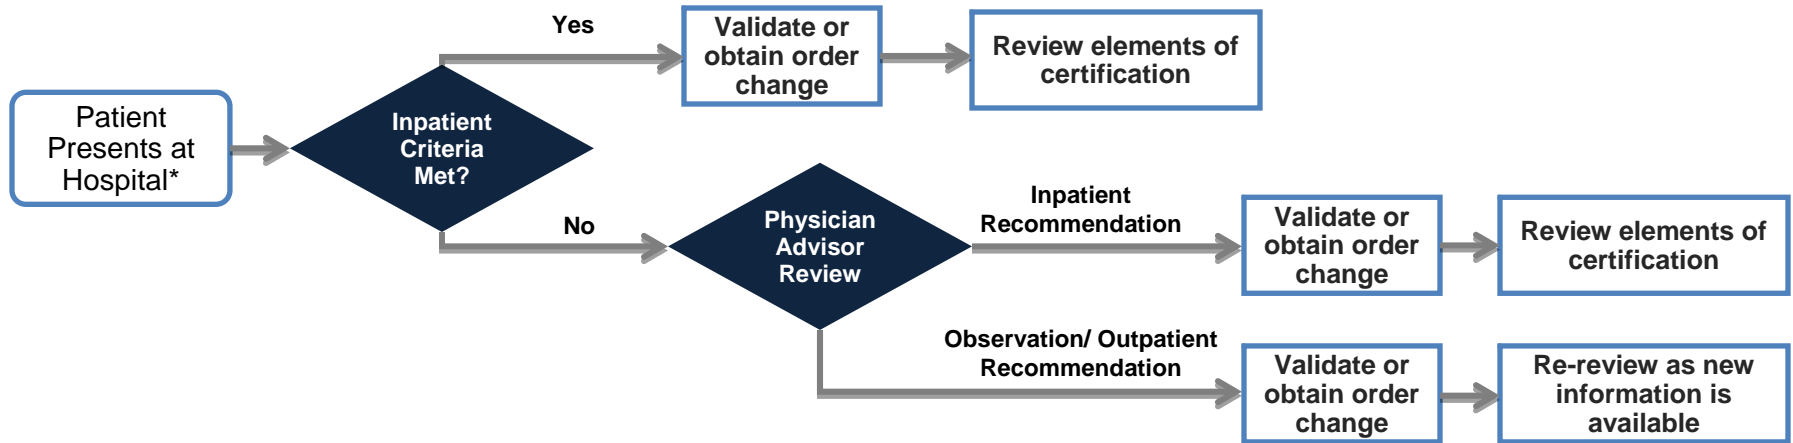 Yes
Validate or
obtain order
change
Review elements of
certification
Patient
Presents at
Hospital*
Inpatient
Criteria
Met?
No
Physician
Advisor
Review
Inpatient
Recommendation
Validate or
obtain order
change
Review elements of
certification
Observation/ Outpatient
Recommendation
Validate or
obtain order
change
Re-review as new
information is
available